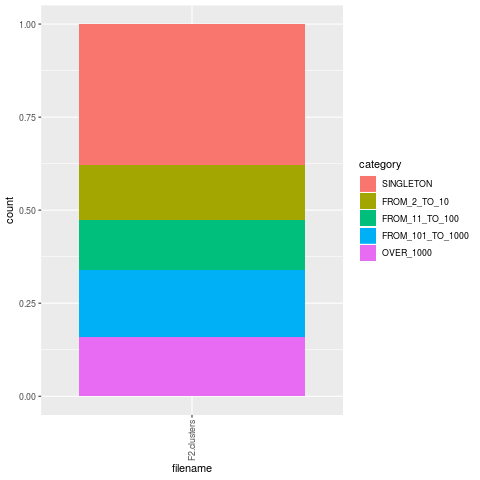 1.00
0.75
0.50
0.25
0.00
count
F2.clusters
filename
category
SINGLETON
FROM_2_TO_10
FROM_11_TO_100
FROM_101_TO_1000
OVER_1000